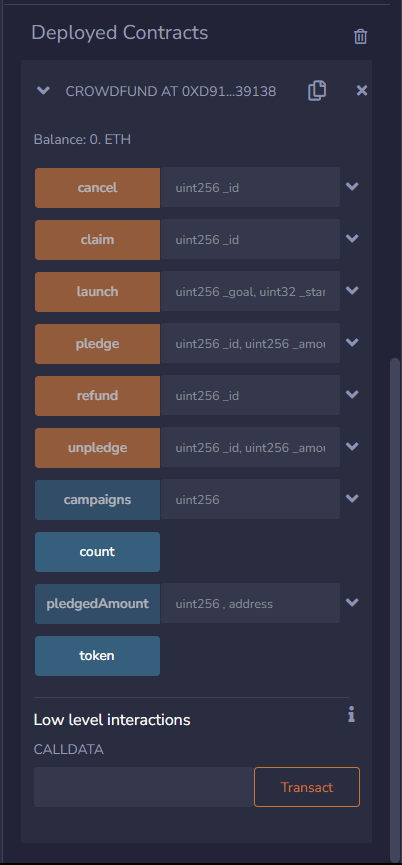 Deployed Contracts
CROWDFUND AT 0XD91...39138
Balance: 0. ETH
cancel uint256 _id
claim uint256 _id
launch uint256 _goal, uint32 _star
pledge uint256 _id, uint256 _amou
refund uint256 _id
unpledge uint256 _id, uint256 _amou
campaigns uint256
count
pledgedAmount uint256 , address
token
Low level interactions
CALLDATA
Transact